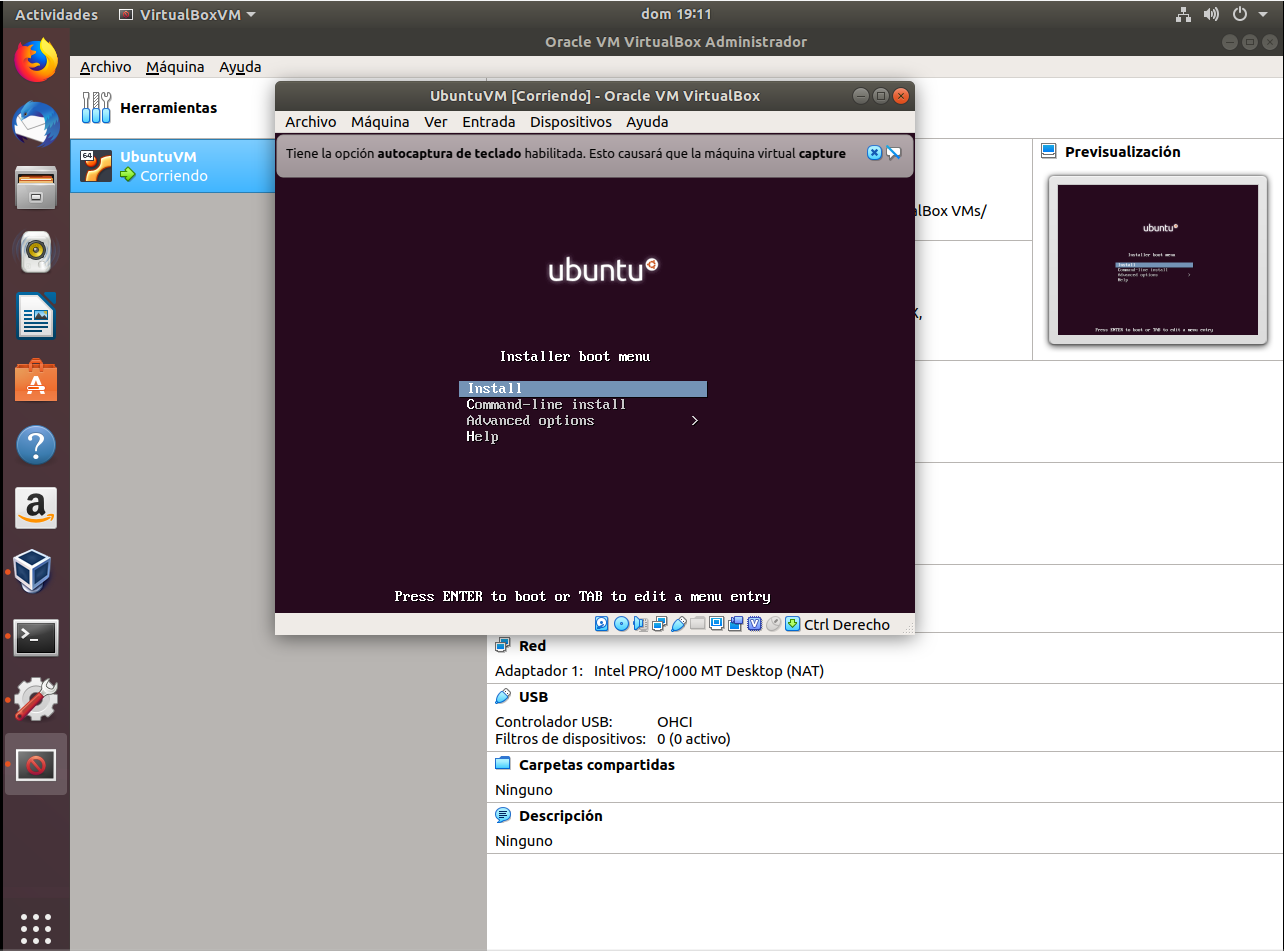 Actividades VirtualBoxVM dom 19:11
Oracle VM VirtualBox Administrador
Archivo Máquina Ayuda
Herramientas
64
UbuntuVM
Corriendo
UbuntuVM [Corriendo] - Oracle VM VirtualBox
Archivo Máquina Ver Entrada Dispositivos Ayuda
Tiene la opción autocaptura de teclado habilitada. Esto causará que la máquina virtual capture
ubuntu
Installer boot menu
Install
Command-line install
Advanced options >
Help
Press ENTER to boot or TAB to edit a menu entry
Ctrl Derecho
Previsualización
VMs/
ubuntu
Installer boot menu
Install
Command-line install
Advanced options >
Help
Press ENTER to boot or TAB to edit a menu entry
Red
Adaptador 1: Intel PRO/1000 MT Desktop (NAT)
USB
Controlador USB: OHCI
Filtros de dispositivos: 0 (0 activo)
Carpetas compartidas
Ninguno
Descripción
Ninguno